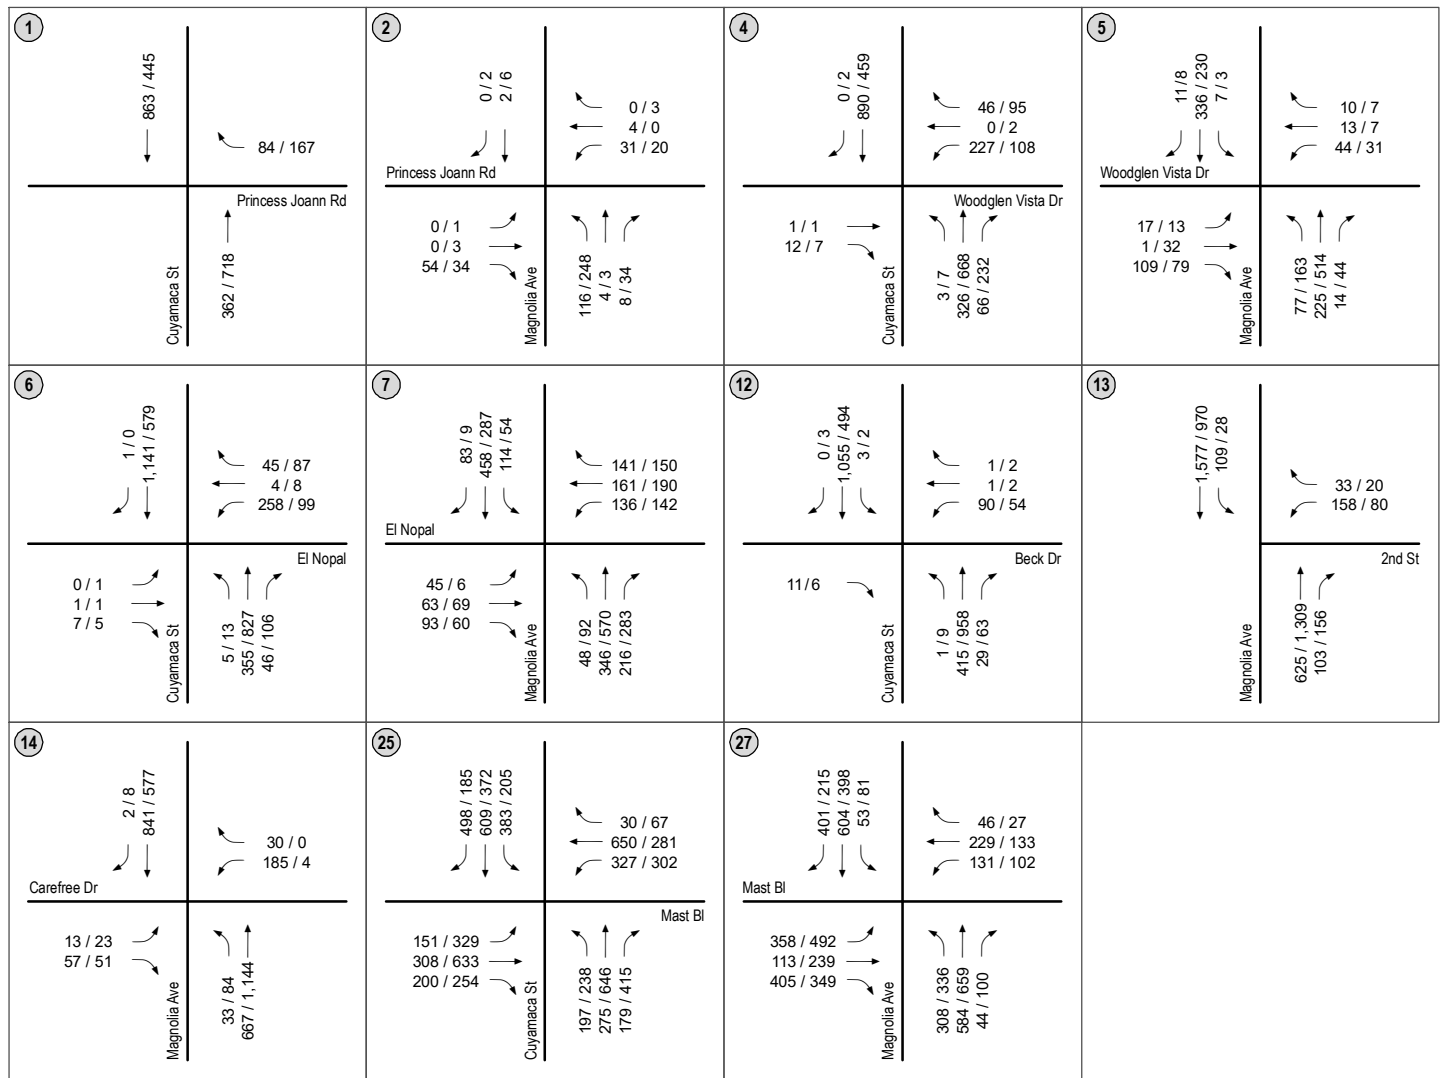 1
863 / 445
84 / 167
Princess Joann Rd
362 / 718
Cuyamaca St
2
0 / 2
2 / 6
0 / 3
4 / 0
31 / 20
Princess Joann Rd
0 / 1
0 / 3
54 / 34
Magnolia Ave
116 / 248
4 / 3
8 / 34
4
0 / 2
890 / 459
46 / 95
0 / 2
227 / 108
Woodglen Vista Dr
1 / 1
12 / 7
Cuyamaca St
3 / 7
326 / 668
66 / 232
5
11 / 8
336 / 230
7 / 3
10 / 7
13 / 7
44 / 31
Woodglen Vista Dr
17 / 13
1 / 32
109 / 79
Magnolia Ave
77 / 163
225 / 514
14 / 44
6
1 / 0
1,141 / 579
45 / 87
4 / 8
258 / 99
El Nopal
0 / 1
1 / 1
7 / 5
Cuyamaca St
5 / 13
355 / 827
46 / 106
7
83 / 9
458 / 287
114 / 54
141 / 150
161 / 190
136 / 142
El Nopal
45 / 6
63 / 69
93 / 60
Magnolia Ave
48 / 92
346 / 570
216 / 283
12
0 / 3
1,055 / 494
3 / 2
1 / 2
1 / 2
90 / 54
Beck Dr
11 / 6
Cuyamaca St
1 / 9
415 / 958
29 / 63
13
1,577 / 970
109 / 28
33 / 20
158 / 80
2nd St
Magnolia Ave
625 / 1,309
103 / 156
14
2 / 8
841 / 577
30 / 0
185 / 4
Carefree Dr
13 / 23
57 / 51
Magnolia Ave
33 / 84
667 / 1,144
25
498 / 185
609 / 372
383 / 205
30 / 67
650 / 281
327 / 302
Mast Bl
151 / 329
308 / 633
200 / 254
Cuyamaca St
197 / 238
275 / 646
179 / 415
27
401 / 215
604 / 398
53 / 81
46 / 27
229 / 133
131 / 102
Mast Bl
358 / 492
113 / 239
405 / 349
Magnolia Ave
308 / 336
584 / 659
44 / 100